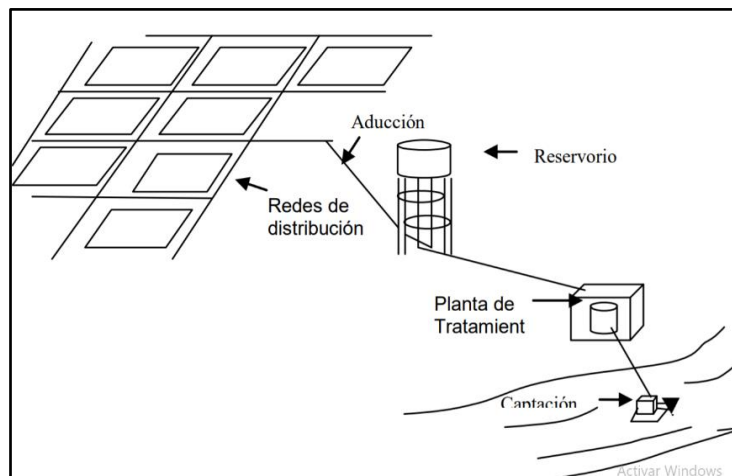 Aducción
Reservorio
Redes de
distribución
Planta de
Tratamient
Captación
Activar Windows